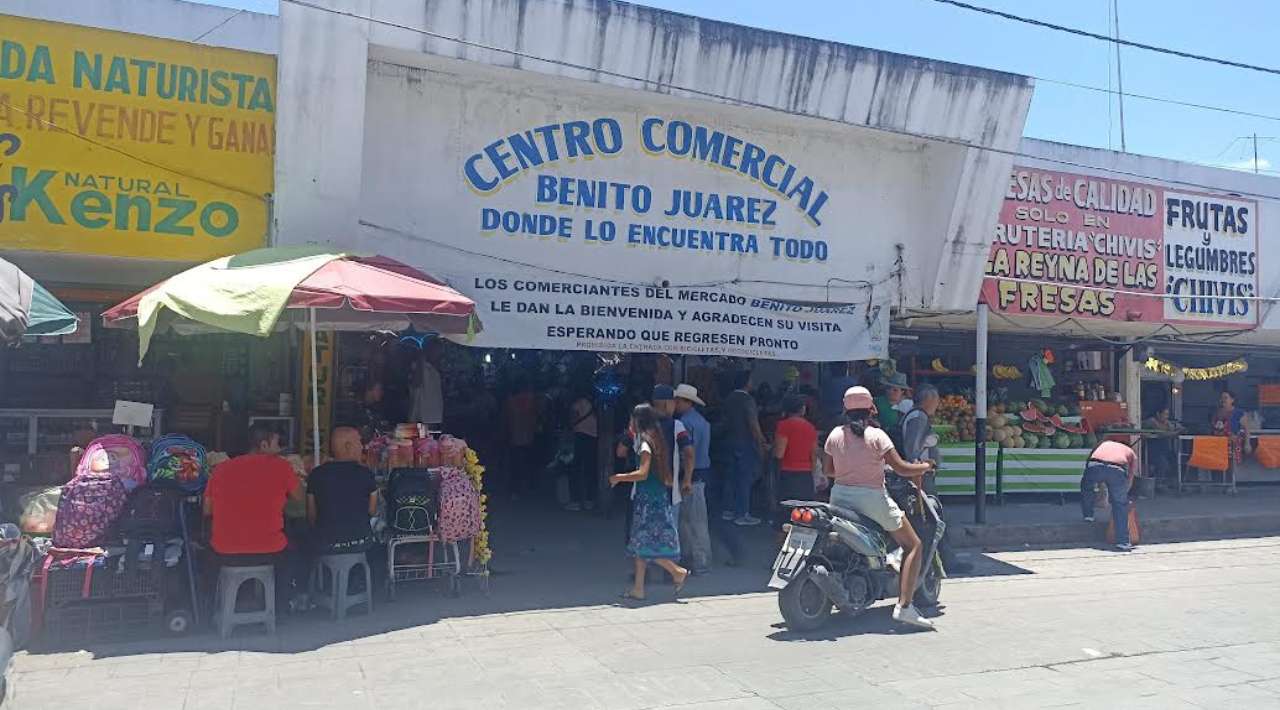 DA NATURISTA
A REVENDE Y GANA
NATURAL
Kenzo
CENTRO COMERCIAL
BENITO JUAREZ
DONDE LO ENCUENTRA TODO
LOS COMERCIANTES DEL MERCADO BENITO JUAREZ
LE DAN LA BIENVENIDA Y AGRADECEN SU VISITA
ESPERANDO QUE REGRESEN PRONTO
PROHIBIDA LA ENTRADA CON BICICLETAS Y MOTOCICLETAS
ESAS de CALIDAD
SOLO EN
RUTERIA "CHIVIS"
LA REYNA DE LAS
FRESAS
FRUTAS
y
LEGUMBRES
"CHIVIS"